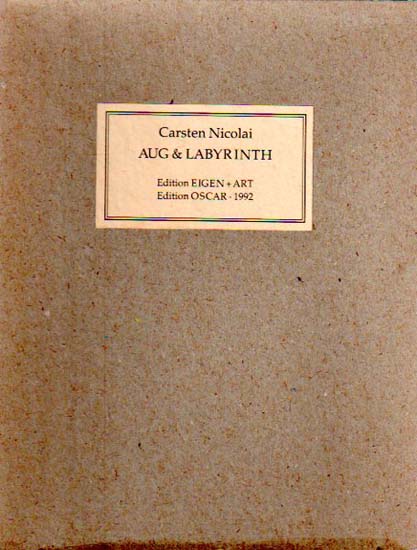 Carsten Nicolai
AUG & LABYRINTH
Edition EIGEN + ART
Edition OSCAR · 1992